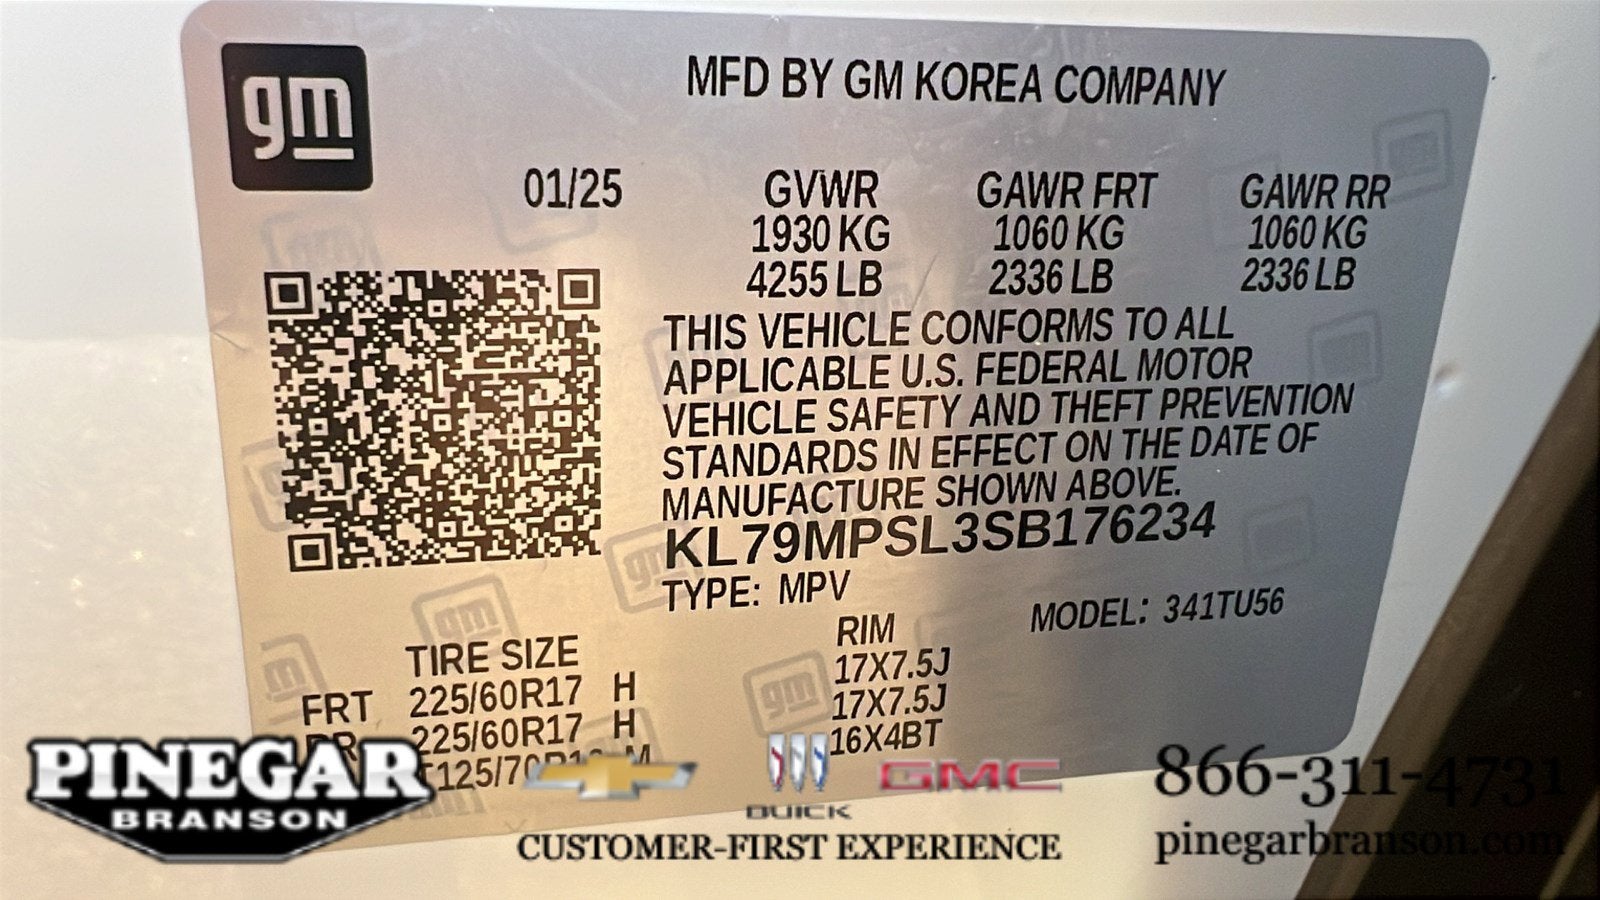 gm
MFD BY GM KOREA COMPANY
01/25 GVWR GAWR FRT GAWR RR
1930 KG 1060 KG 1060 KG
4255 LB 2336 LB 2336 LB
THIS VEHICLE CONFORMS TO ALL
APPLICABLE U.S. FEDERAL MOTOR
VEHICLE SAFETY AND THEFT PREVENTION
STANDARDS IN EFFECT ON THE DATE OF
MANUFACTURE SHOWN ABOVE.
KL79MPSL3SB176234
TYPE: MPV MODEL: 341TU56
TIRE SIZE RIM
FRT 225/60R17 H 17X7.5J
RR 225/60R17 H 17X7.5J
16X4BT
PINEGAR
BRANSON
BUICK
GMC
CUSTOMER-FIRST EXPERIENCE
866-311-4731
pinegarbranson.com